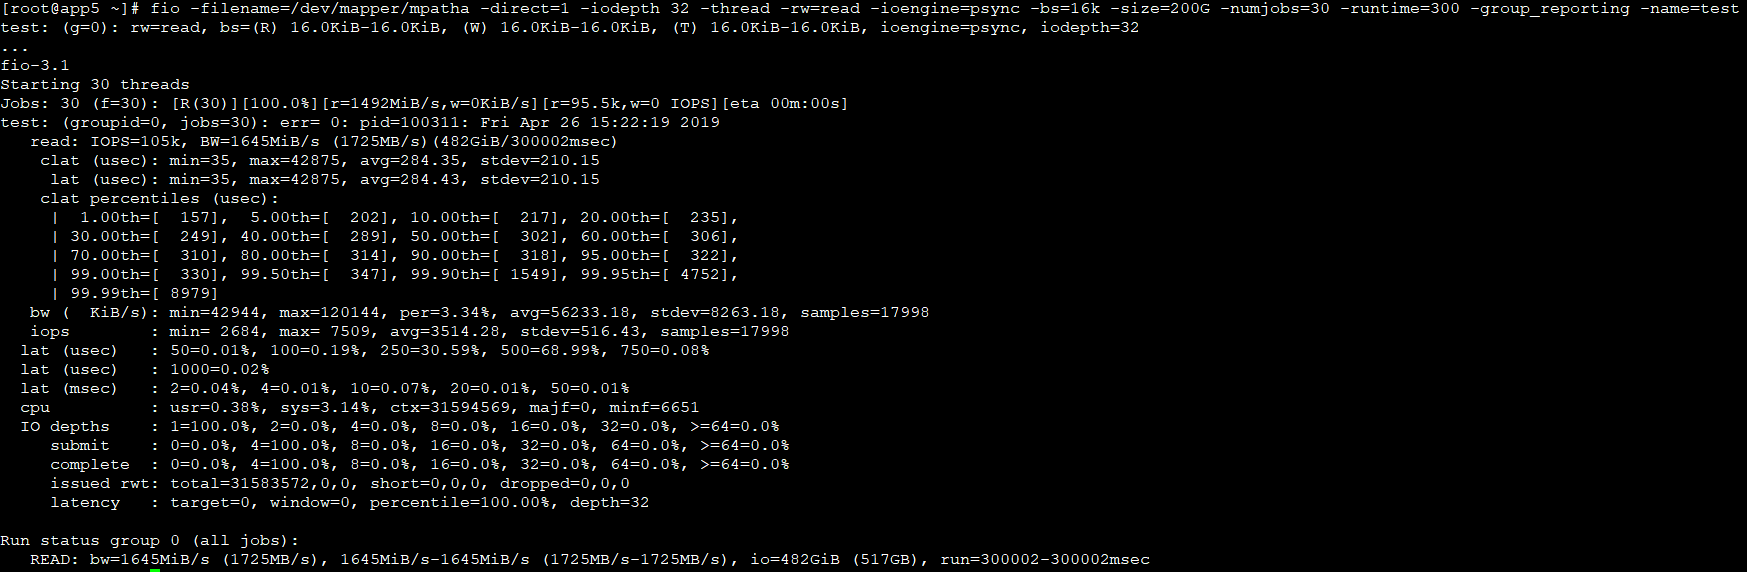 [root@app5 ~]# fio -filename=/dev/mapper/mpatha -direct=1 -iodepth 32 -thread -rw=read -ioengine=psync -bs=16k -size=200G -numjobs=30 -runtime=300 -group_reporting -name=test
test: (g=0): rw=read, bs=(R) 16.0KiB-16.0KiB, (W) 16.0KiB-16.0KiB, (T) 16.0KiB-16.0KiB, ioengine=psync, iodepth=32
...
fio-3.1
Starting 30 threads
Jobs: 30 (f=30): [R(30)][100.0%][r=1492MiB/s,w=0KiB/s][r=95.5k,w=0 IOPS][eta 00m:00s]
test: (groupid=0, jobs=30): err= 0: pid=100311: Fri Apr 26 15:22:19 2019
   read: IOPS=105k, BW=1645MiB/s (1725MB/s)(482GiB/300002msec)
    clat (usec): min=35, max=42875, avg=284.35, stdev=210.15
     lat (usec): min=35, max=42875, avg=284.43, stdev=210.15
    clat percentiles (usec):
     |  1.00th=[  157],  5.00th=[  202], 10.00th=[  217], 20.00th=[  235],
     | 30.00th=[  249], 40.00th=[  289], 50.00th=[  302], 60.00th=[  306],
     | 70.00th=[  310], 80.00th=[  314], 90.00th=[  318], 95.00th=[  322],
     | 99.00th=[  330], 99.50th=[  347], 99.90th=[ 1549], 99.95th=[ 4752],
     | 99.99th=[ 8979]
   bw (  KiB/s): min=42944, max=120144, per=3.34%, avg=56233.18, stdev=8263.18, samples=17998
   iops        : min= 2684, max= 7509, avg=3514.28, stdev=516.43, samples=17998
  lat (usec)   : 50=0.01%, 100=0.19%, 250=30.59%, 500=68.99%, 750=0.08%
  lat (usec)   : 1000=0.02%
  lat (msec)   : 2=0.04%, 4=0.01%, 10=0.07%, 20=0.01%, 50=0.01%
  cpu          : usr=0.38%, sys=3.14%, ctx=31594569, majf=0, minf=6651
  IO depths    : 1=100.0%, 2=0.0%, 4=0.0%, 8=0.0%, 16=0.0%, 32=0.0%, >=64=0.0%
     submit    : 0=0.0%, 4=100.0%, 8=0.0%, 16=0.0%, 32=0.0%, 64=0.0%, >=64=0.0%
     complete  : 0=0.0%, 4=100.0%, 8=0.0%, 16=0.0%, 32=0.0%, 64=0.0%, >=64=0.0%
     issued rwt: total=31583572,0,0, short=0,0,0, dropped=0,0,0
     latency   : target=0, window=0, percentile=100.00%, depth=32
Run status group 0 (all jobs):
   READ: bw=1645MiB/s (1725MB/s), 1645MiB/s-1645MiB/s (1725MB/s-1725MB/s), io=482GiB (517GB), run=300002-300002msec